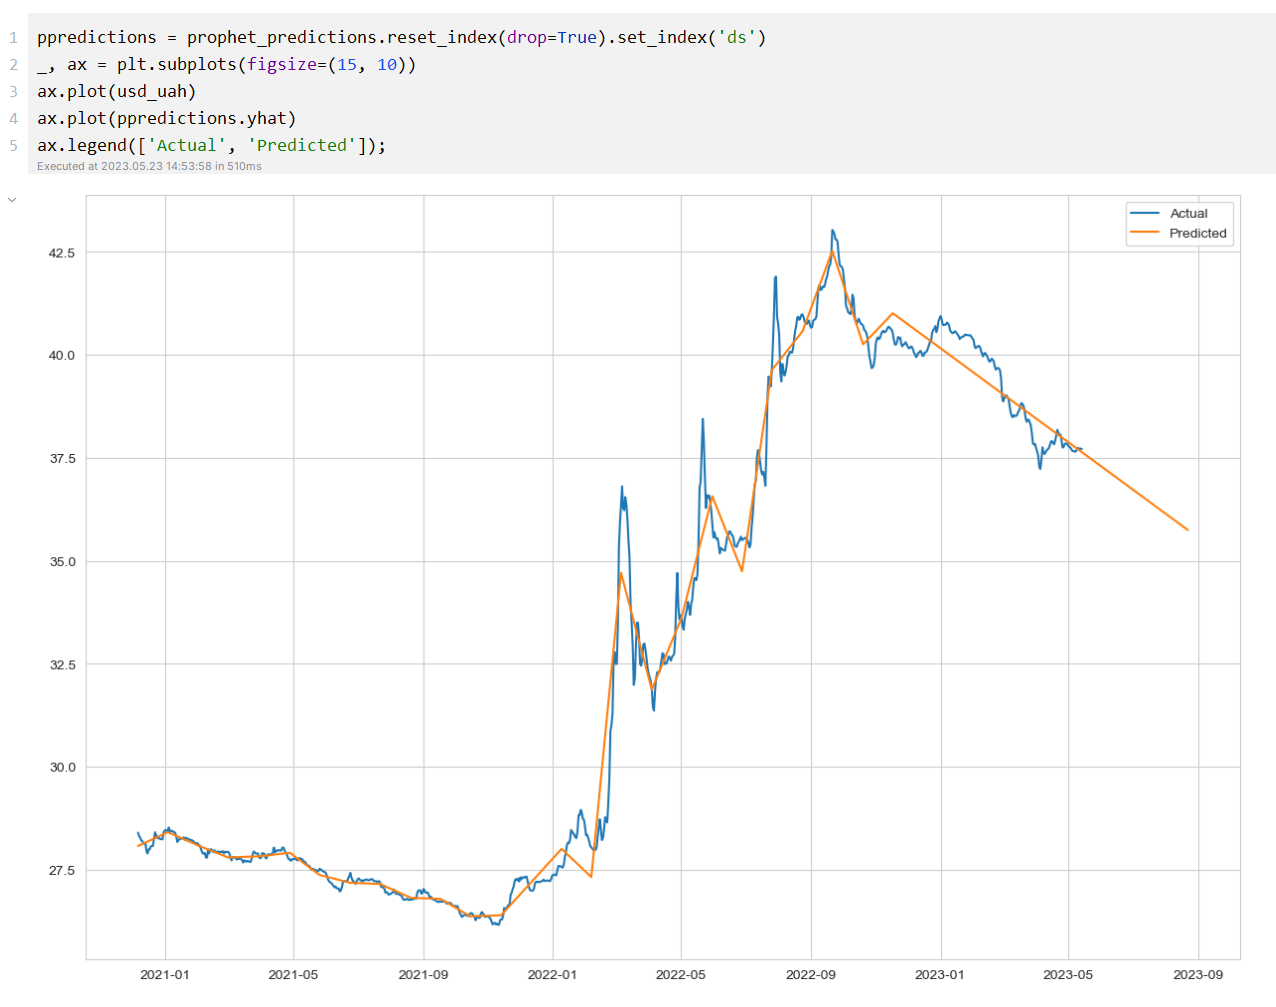 1 ppredictions = prophet_predictions.reset_index(drop=True).set_index('ds')
2 _, ax = plt.subplots(figsize=(15, 10))
3 ax.plot(usd_uah)
4 ax.plot(ppredictions.yhat)
5 ax.legend(['Actual', 'Predicted']);
Executed at 2023.05.23 14:53:58 in 510ms
Actual
Predicted
42.5
40.0
37.5
35.0
32.5
30.0
27.5
2021-01 2021-05 2021-09 2022-01 2022-05 2022-09 2023-01 2023-05 2023-09